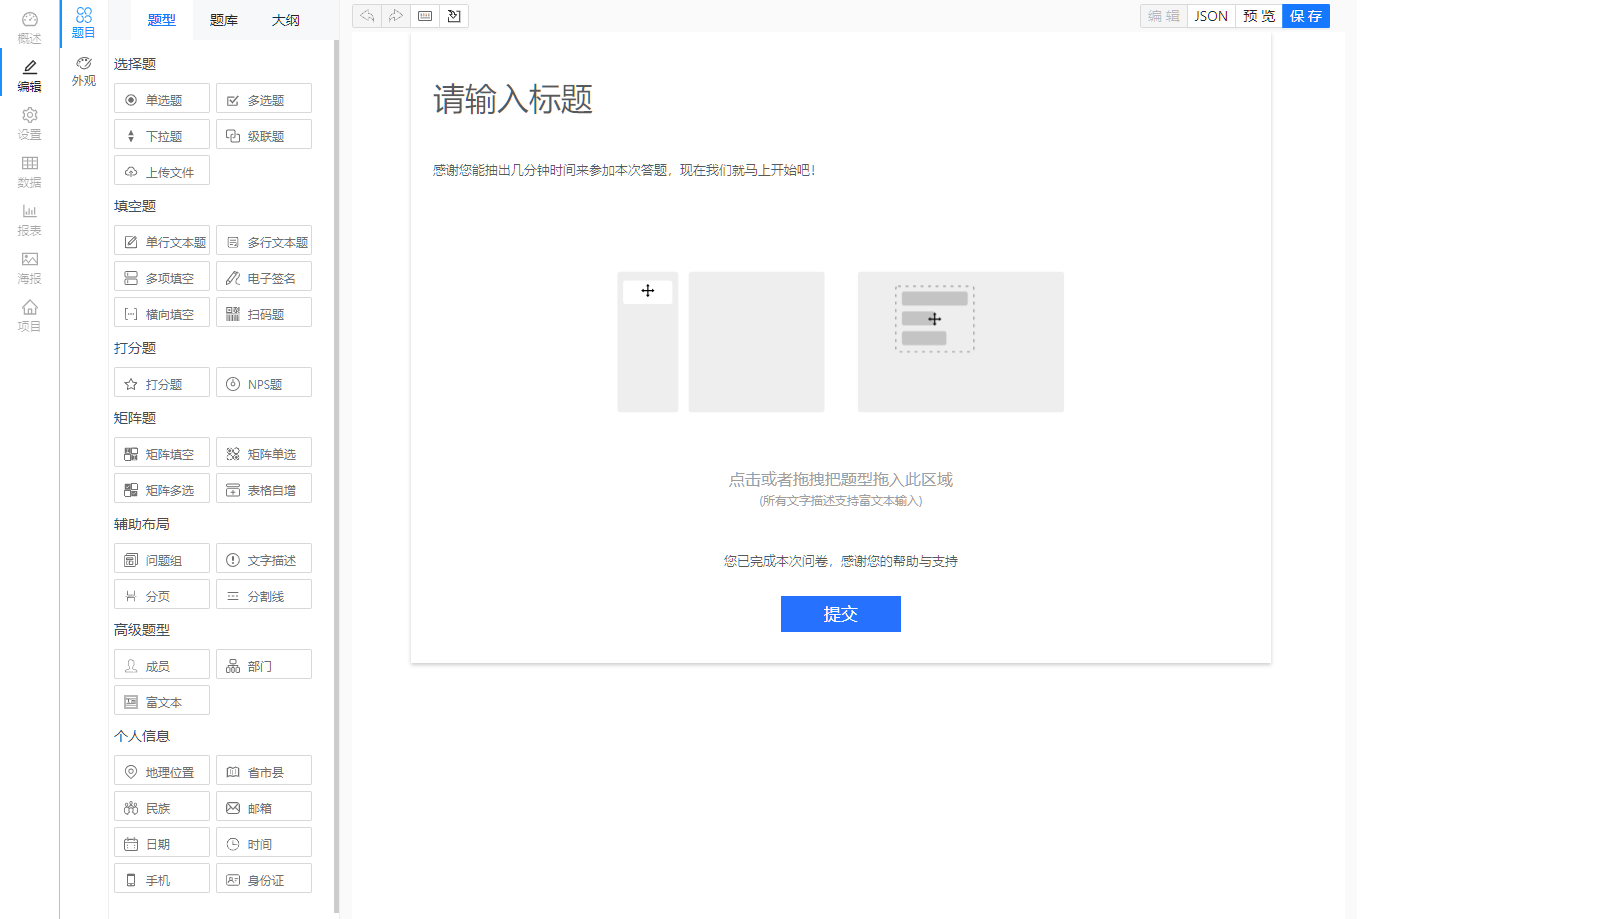 概述
编辑
设置
数据
报表
海报
项目
题目
外观
题型 题库 大纲
选择题
单选题 多选题
下拉题 级联题
上传文件
填空题
单行文本题 多行文本题
多项填空 电子签名
横向填空 扫码题
打分题
打分题 NPS题
矩阵题
矩阵填空 矩阵单选
矩阵多选 表格自增
辅助布局
问题组 文字描述
分页 分割线
高级题型
成员 部门
富文本
个人信息
地理位置 省市县
民族 邮箱
日期 时间
手机 身份证
编 辑 JSON 预 览 保 存
请输入标题
感谢您能抽出几分钟时间来参加本次答题，现在我们就马上开始吧！
点击或者拖拽把题型拖入此区域
(所有文字描述支持富文本输入)
您已完成本次问卷，感谢您的帮助与支持
提交